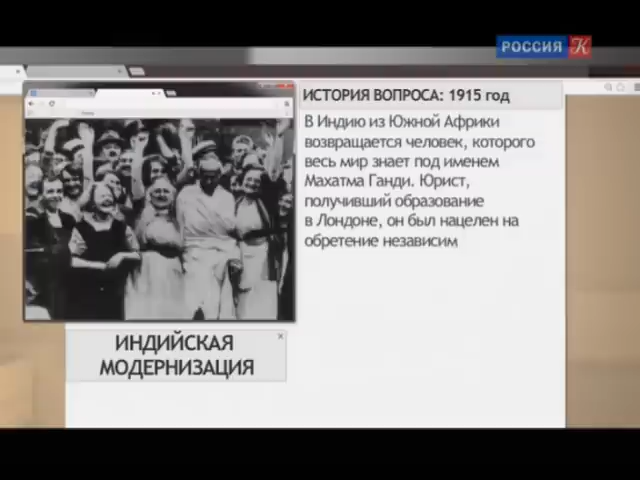 РОССИЯ К
ИСТОРИЯ ВОПРОСА: 1915 год
В Индию из Южной Африки
возвращается человек, которого
весь мир знает под именем
Махатма Ганди. Юрист,
получивший образование
в Лондоне, он был нацелен на
обретение независим
ИНДИЙСКАЯ
МОДЕРНИЗАЦИЯ